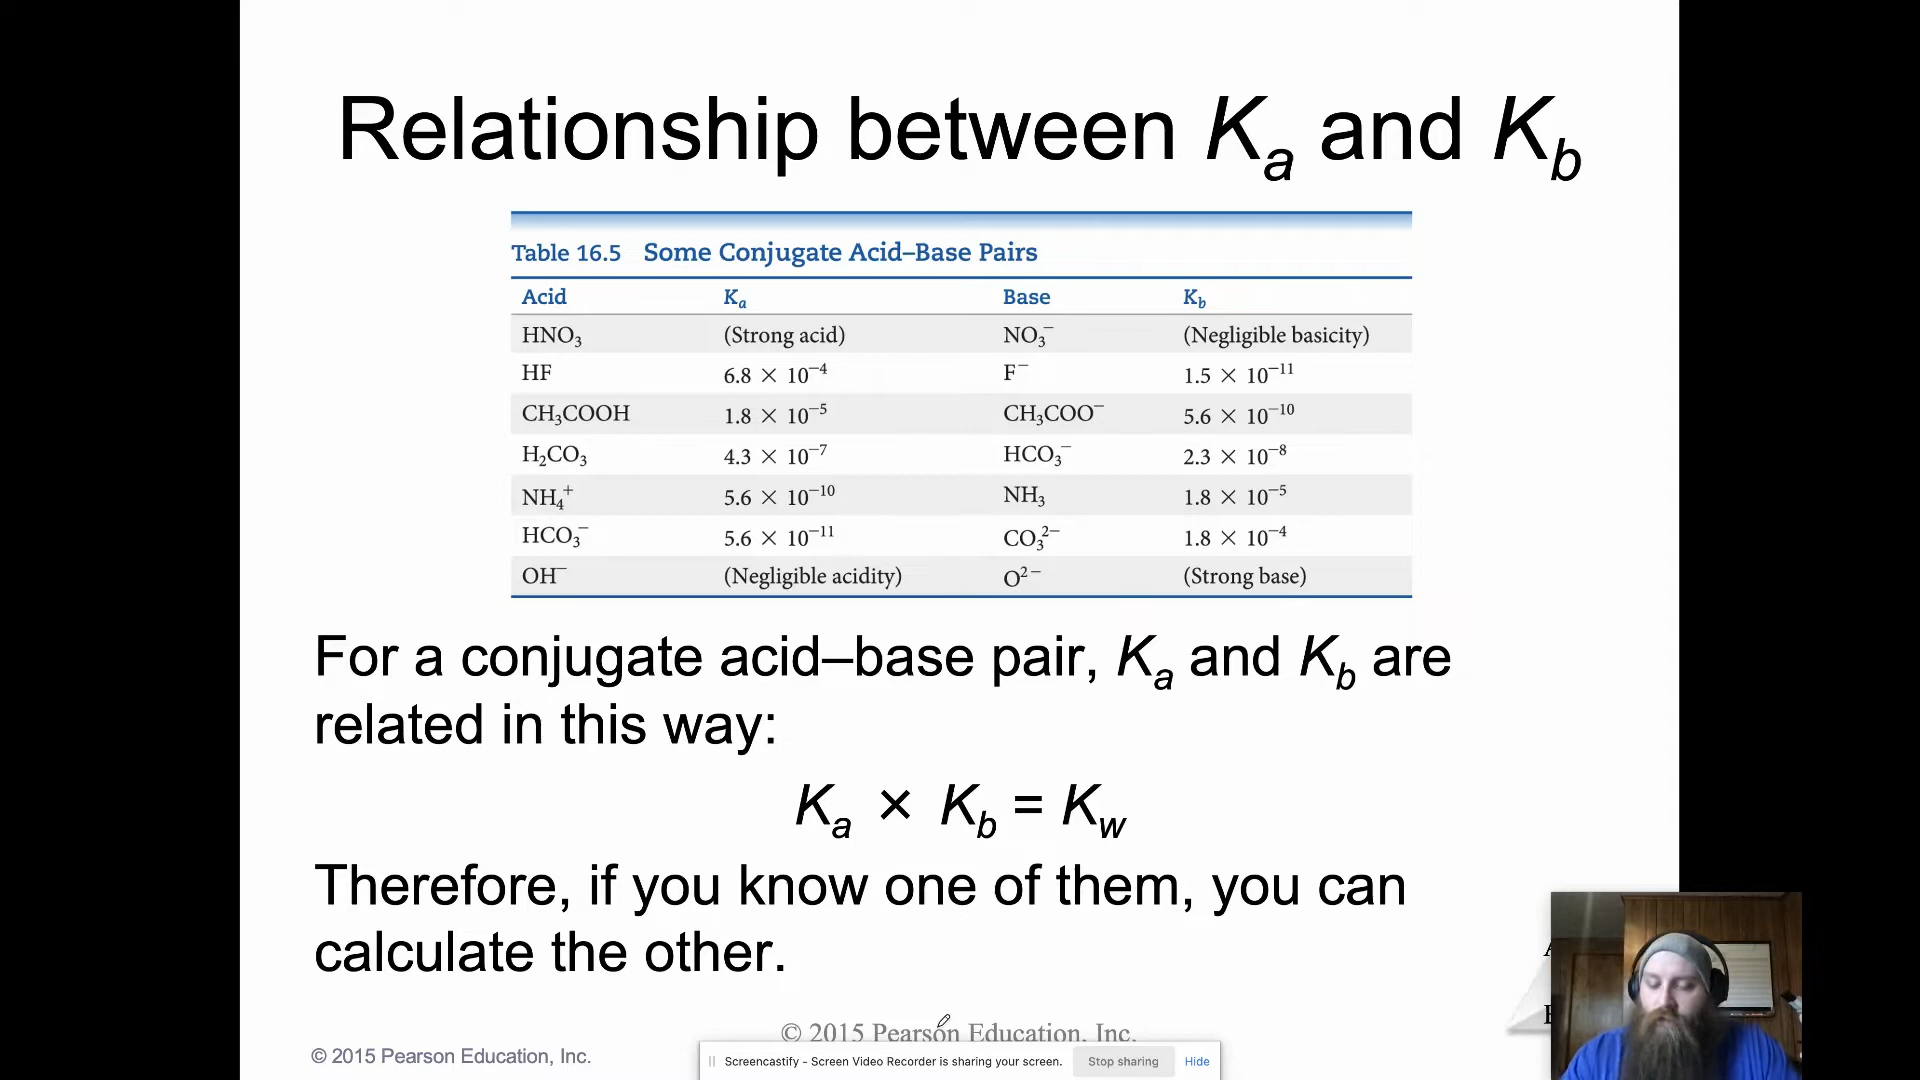 Relationship between Kₐ and K_b
Table 16.5 Some Conjugate Acid–Base Pairs
Acid Kₐ Base K_b
HNO₃ (Strong acid) NO₃⁻ (Negligible basicity)
HF 6.8 × 10⁻⁴ F⁻ 1.5 × 10⁻¹¹
CH₃COOH 1.8 × 10⁻⁵ CH₃COO⁻ 5.6 × 10⁻¹⁰
H₂CO₃ 4.3 × 10⁻⁷ HCO₃⁻ 2.3 × 10⁻⁸
NH₄⁺ 5.6 × 10⁻¹⁰ NH₃ 1.8 × 10⁻⁵
HCO₃⁻ 5.6 × 10⁻¹¹ CO₃²⁻ 1.8 × 10⁻⁴
OH⁻ (Negligible acidity) O²⁻ (Strong base)
For a conjugate acid–base pair, Kₐ and K_b are
related in this way:
Kₐ × K_b = K_w
Therefore, if you know one of them, you can
calculate the other.
© 2015 Pearson Education, Inc.
© 2015 Pearson Education, Inc.
Screencastify - Screen Video Recorder is sharing your screen. Stop sharing Hide